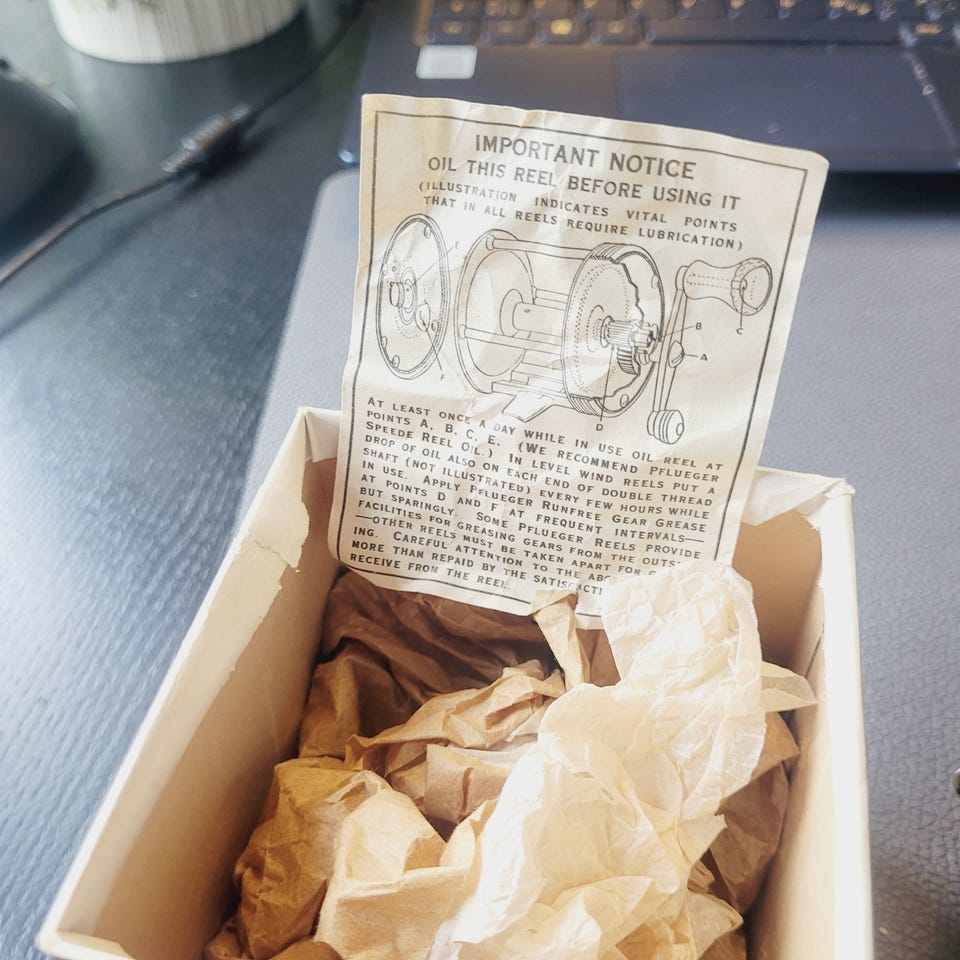 IMPORTANT NOTICE
OIL THIS REEL BEFORE USING IT
(ILLUSTRATION INDICATES VITAL POINTS
THAT IN ALL REELS REQUIRE LUBRICATION)
E
B
C
A
F
D
AT LEAST ONCE A DAY WHILE IN USE OIL REEL AT
POINTS A, B, C, E. (WE RECOMMEND PFLUEGER
SPEEDE REEL OIL.) IN LEVEL WIND REELS PUT A
DROP OF OIL ALSO ON EACH END OF DOUBLE THREAD
SHAFT (NOT ILLUSTRATED) EVERY FEW HOURS WHILE
IN USE. APPLY PFLUEGER RUNFREE GEAR GREASE
AT POINTS D AND F AT FREQUENT INTERVALS—
BUT SPARINGLY. SOME PFLUEGER REELS PROVIDE
FACILITIES FOR GREASING GEARS FROM THE OUTSI
—OTHER REELS MUST BE TAKEN APART FOR G
ING. CAREFUL ATTENTION TO THE ABO
MORE THAN REPAID BY THE SATISFACTI
RECEIVE FROM THE REEL.